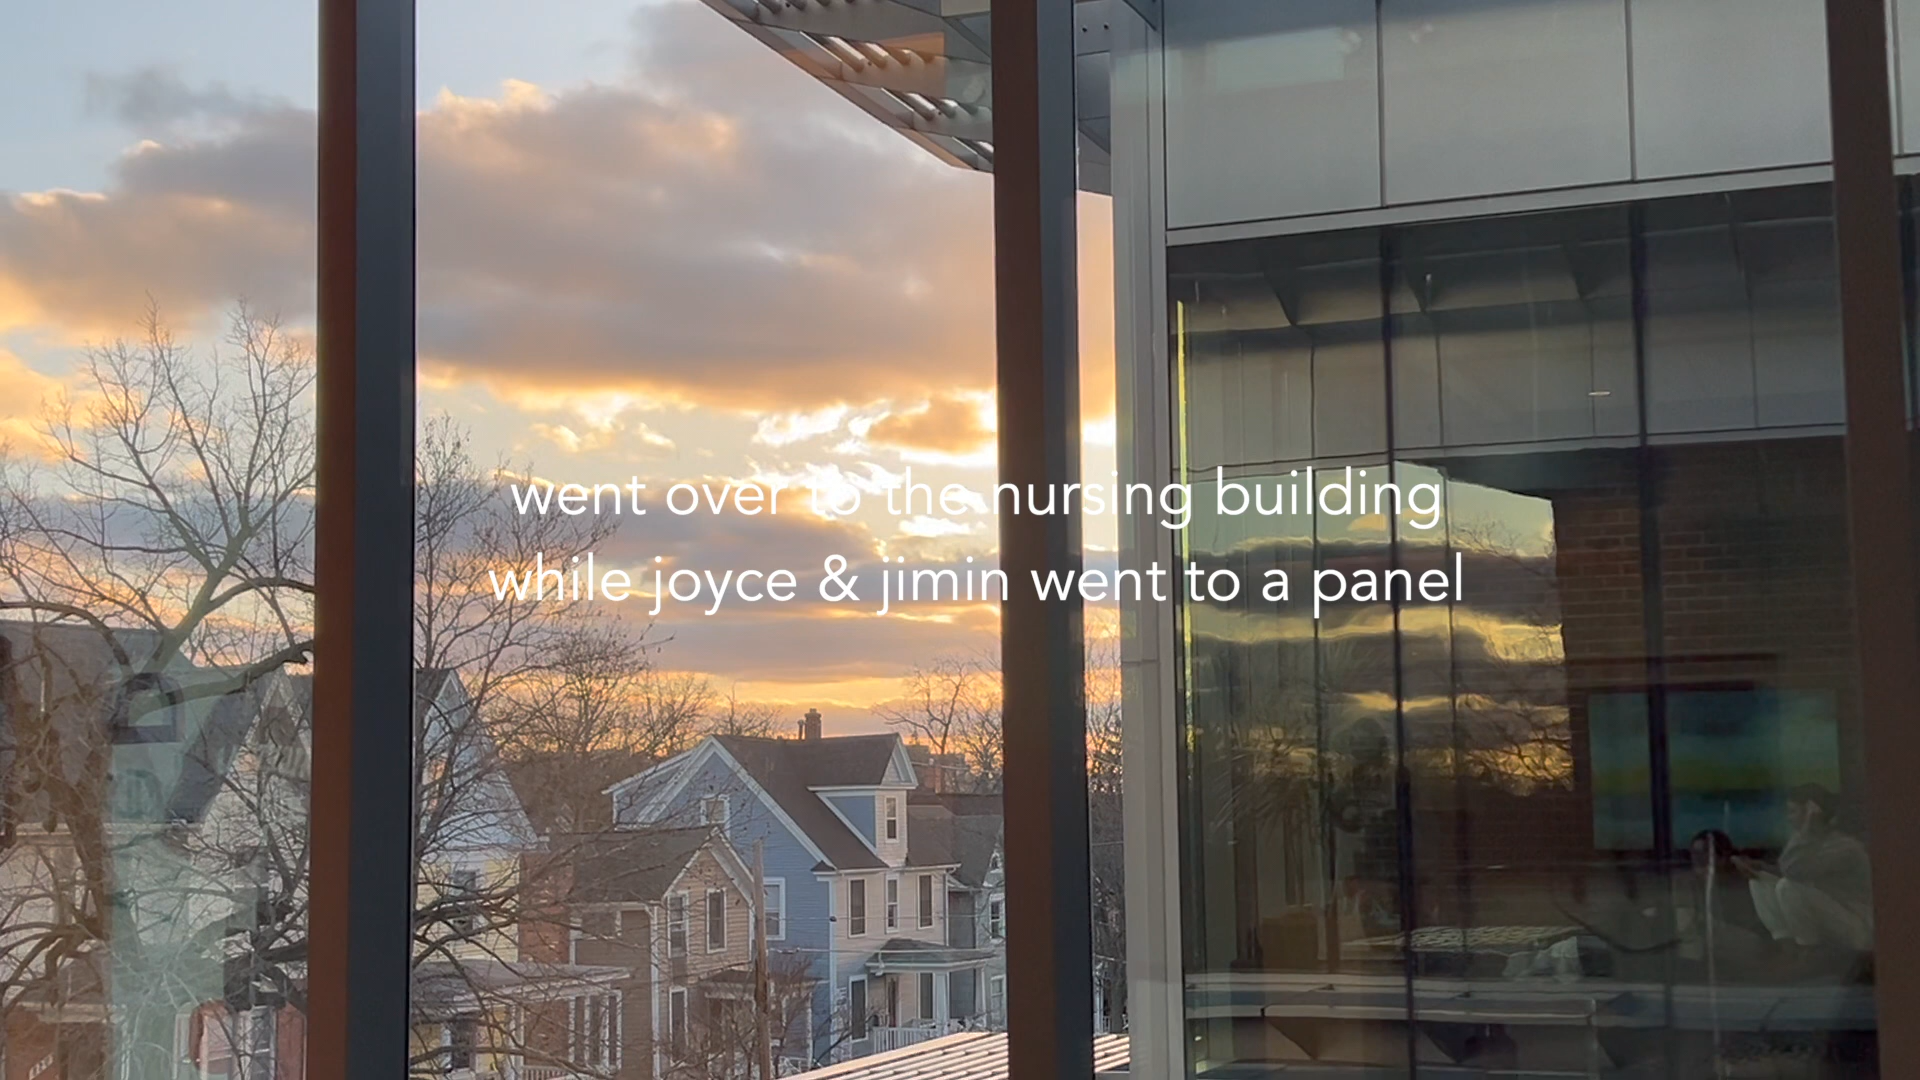 went over to the nursing building
while joyce & jimin went to a panel